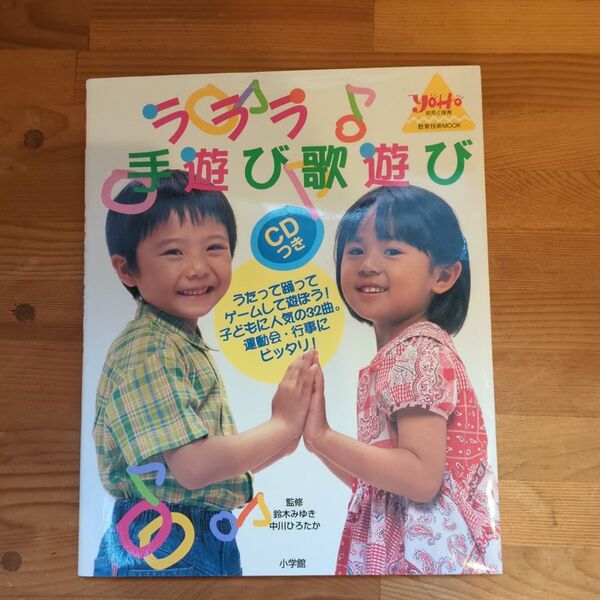 ラララ
手遊び歌遊び
YoHo
幼児と保育
教育技術MOOK
CD
つき
うたって踊って
ゲームして遊ぼう!
子どもに人気の32曲。
運動会・行事に
ピッタリ!
監修
鈴木みゆき
中川ひろたか
小学館